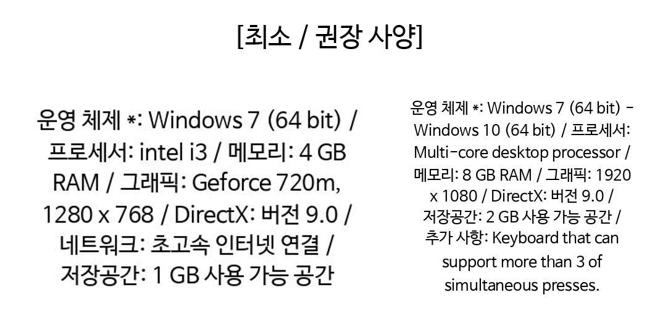 [최소 / 권장 사양]
운영 체제 *: Windows 7 (64 bit) /
프로세서: intel i3 / 메모리: 4 GB
RAM / 그래픽: Geforce 720m,
1280 x 768 / DirectX: 버전 9.0 /
네트워크: 초고속 인터넷 연결 /
저장공간: 1 GB 사용 가능 공간
운영 체제 *: Windows 7 (64 bit) -
Windows 10 (64 bit) / 프로세서:
Multi-core desktop processor /
메모리: 8 GB RAM / 그래픽: 1920
x 1080 / DirectX: 버전 9.0 /
저장공간: 2 GB 사용 가능 공간 /
추가 사항: Keyboard that can
support more than 3 of
simultaneous presses.